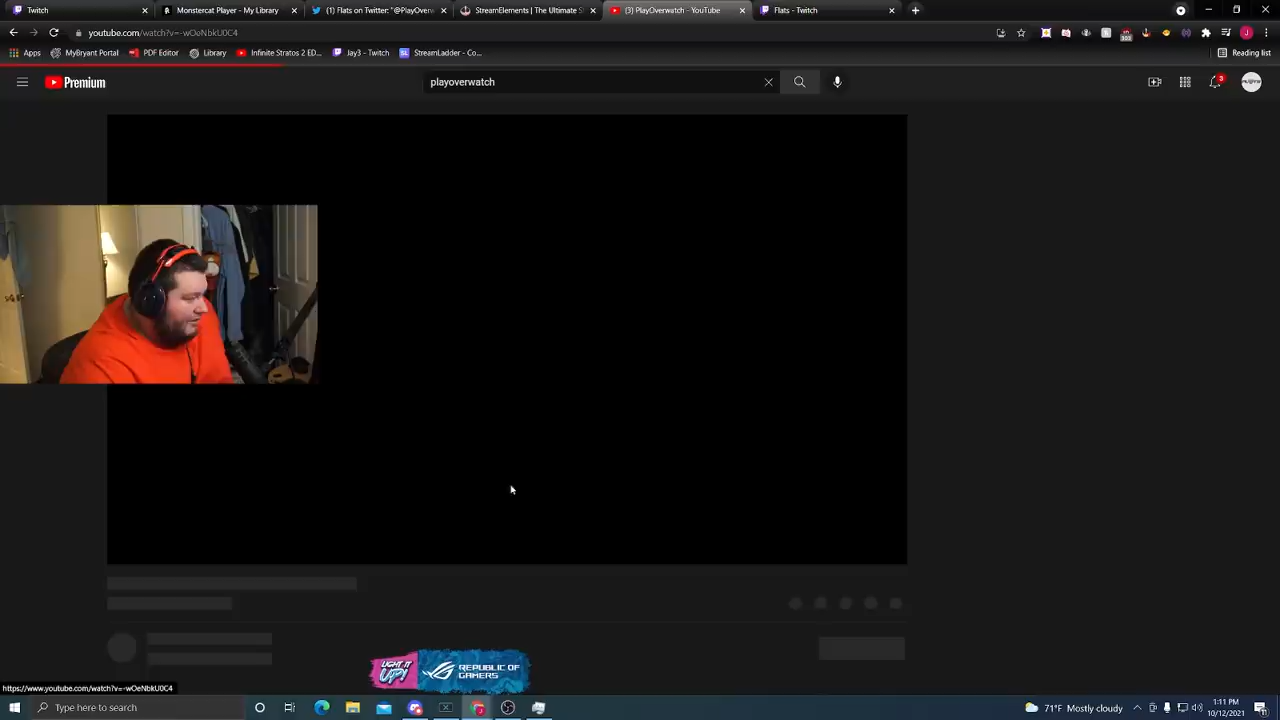 Twitch
Monstercat Player - My Library
(1) Flats on Twitter: "@PlayOverw
StreamElements | The Ultimate S
(3) PlayOverwatch - YouTube
Flats - Twitch
youtube.com/watch?v=-wOeNbkU0C4
Apps
MyBryant Portal
PDF Editor
Library
Infinite Stratos 2 ED...
Jay3 - Twitch
StreamLadder - Co...
Reading list
Premium
playoverwatch
3
LIGHT IT UP!
REPUBLIC OF
GAMERS
https://www.youtube.com/watch?v=-wOeNbkU0C4
Type here to search
71°F Mostly cloudy
1:11 PM
10/12/2021